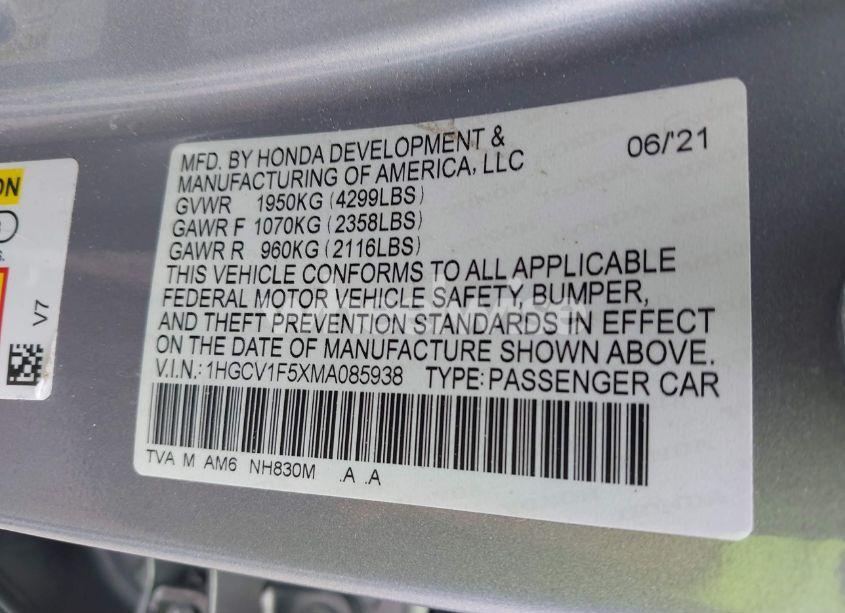 MFD. BY HONDA DEVELOPMENT & 06/'21
MANUFACTURING OF AMERICA, LLC
GVWR 1950KG (4299LBS)
GAWR F 1070KG (2358LBS)
GAWR R 960KG (2116LBS)
THIS VEHICLE CONFORMS TO ALL APPLICABLE
FEDERAL MOTOR VEHICLE SAFETY, BUMPER,
AND THEFT PREVENTION STANDARDS IN EFFECT
ON THE DATE OF MANUFACTURE SHOWN ABOVE.
V.I.N.: 1HGCV1F5XMA085938 TYPE: PASSENGER CAR
TVA M AM6 NH830M .A .A
V7